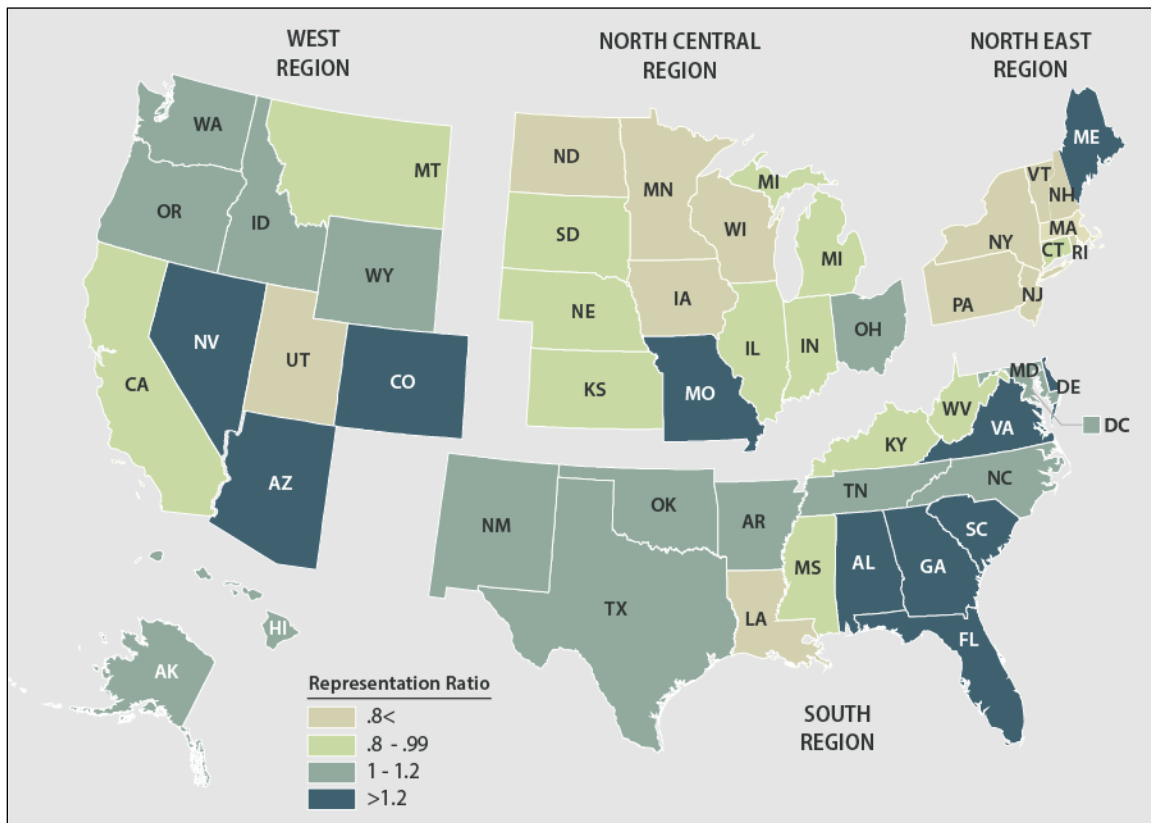 WEST
REGION
NORTH CENTRAL
REGION
NORTH EAST
REGION
WA
MT
OR
ID
WY
NV
UT
CO
CA
AZ
HI
AK
ND
MN
MI
SD
WI
MI
NE
IA
IL
IN
OH
KS
MO
ME
VT
NH
MA
NY
CT
RI
PA
NJ
MD
DE
WV
DC
KY
VA
TN
NC
NM
OK
AR
SC
MS
AL
GA
TX
LA
FL
SOUTH
REGION
Representation Ratio
.8<
.8 - .99
1 - 1.2
>1.2